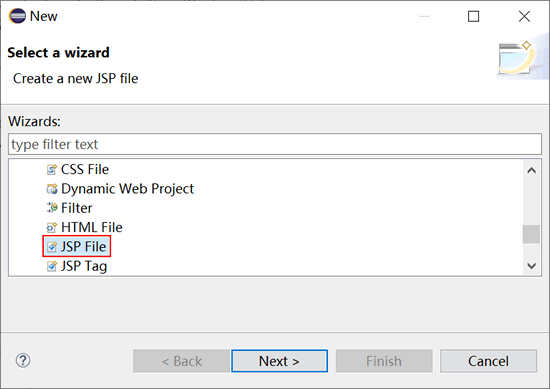 New
Select a wizard
Create a new JSP file
Wizards:
type filter text
CSS File
Dynamic Web Project
Filter
HTML File
JSP File
JSP Tag
?
< Back Next > Finish Cancel